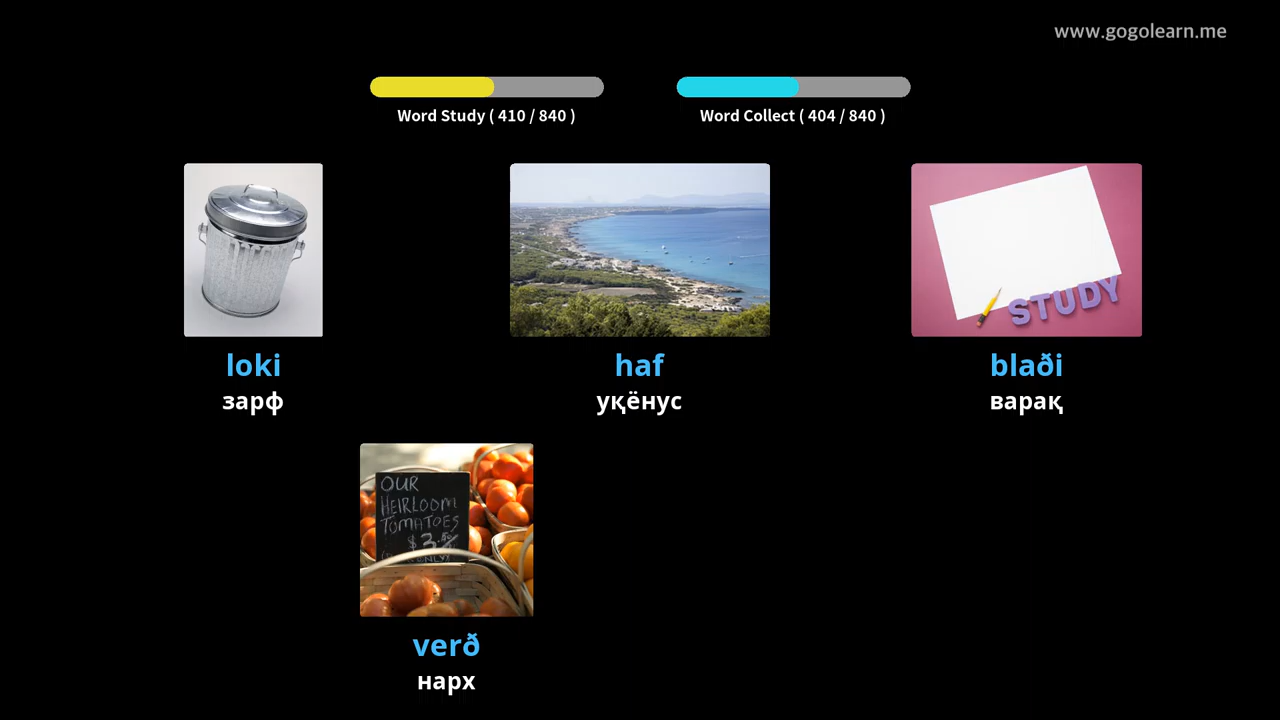 www.gogolearn.me
Word Study ( 410 / 840 )
Word Collect ( 404 / 840 )
STUDY
loki
зарф
haf
уқёнус
blaði
варақ
OUR
HEIRLOOM
TOMATOES
verð
нарх